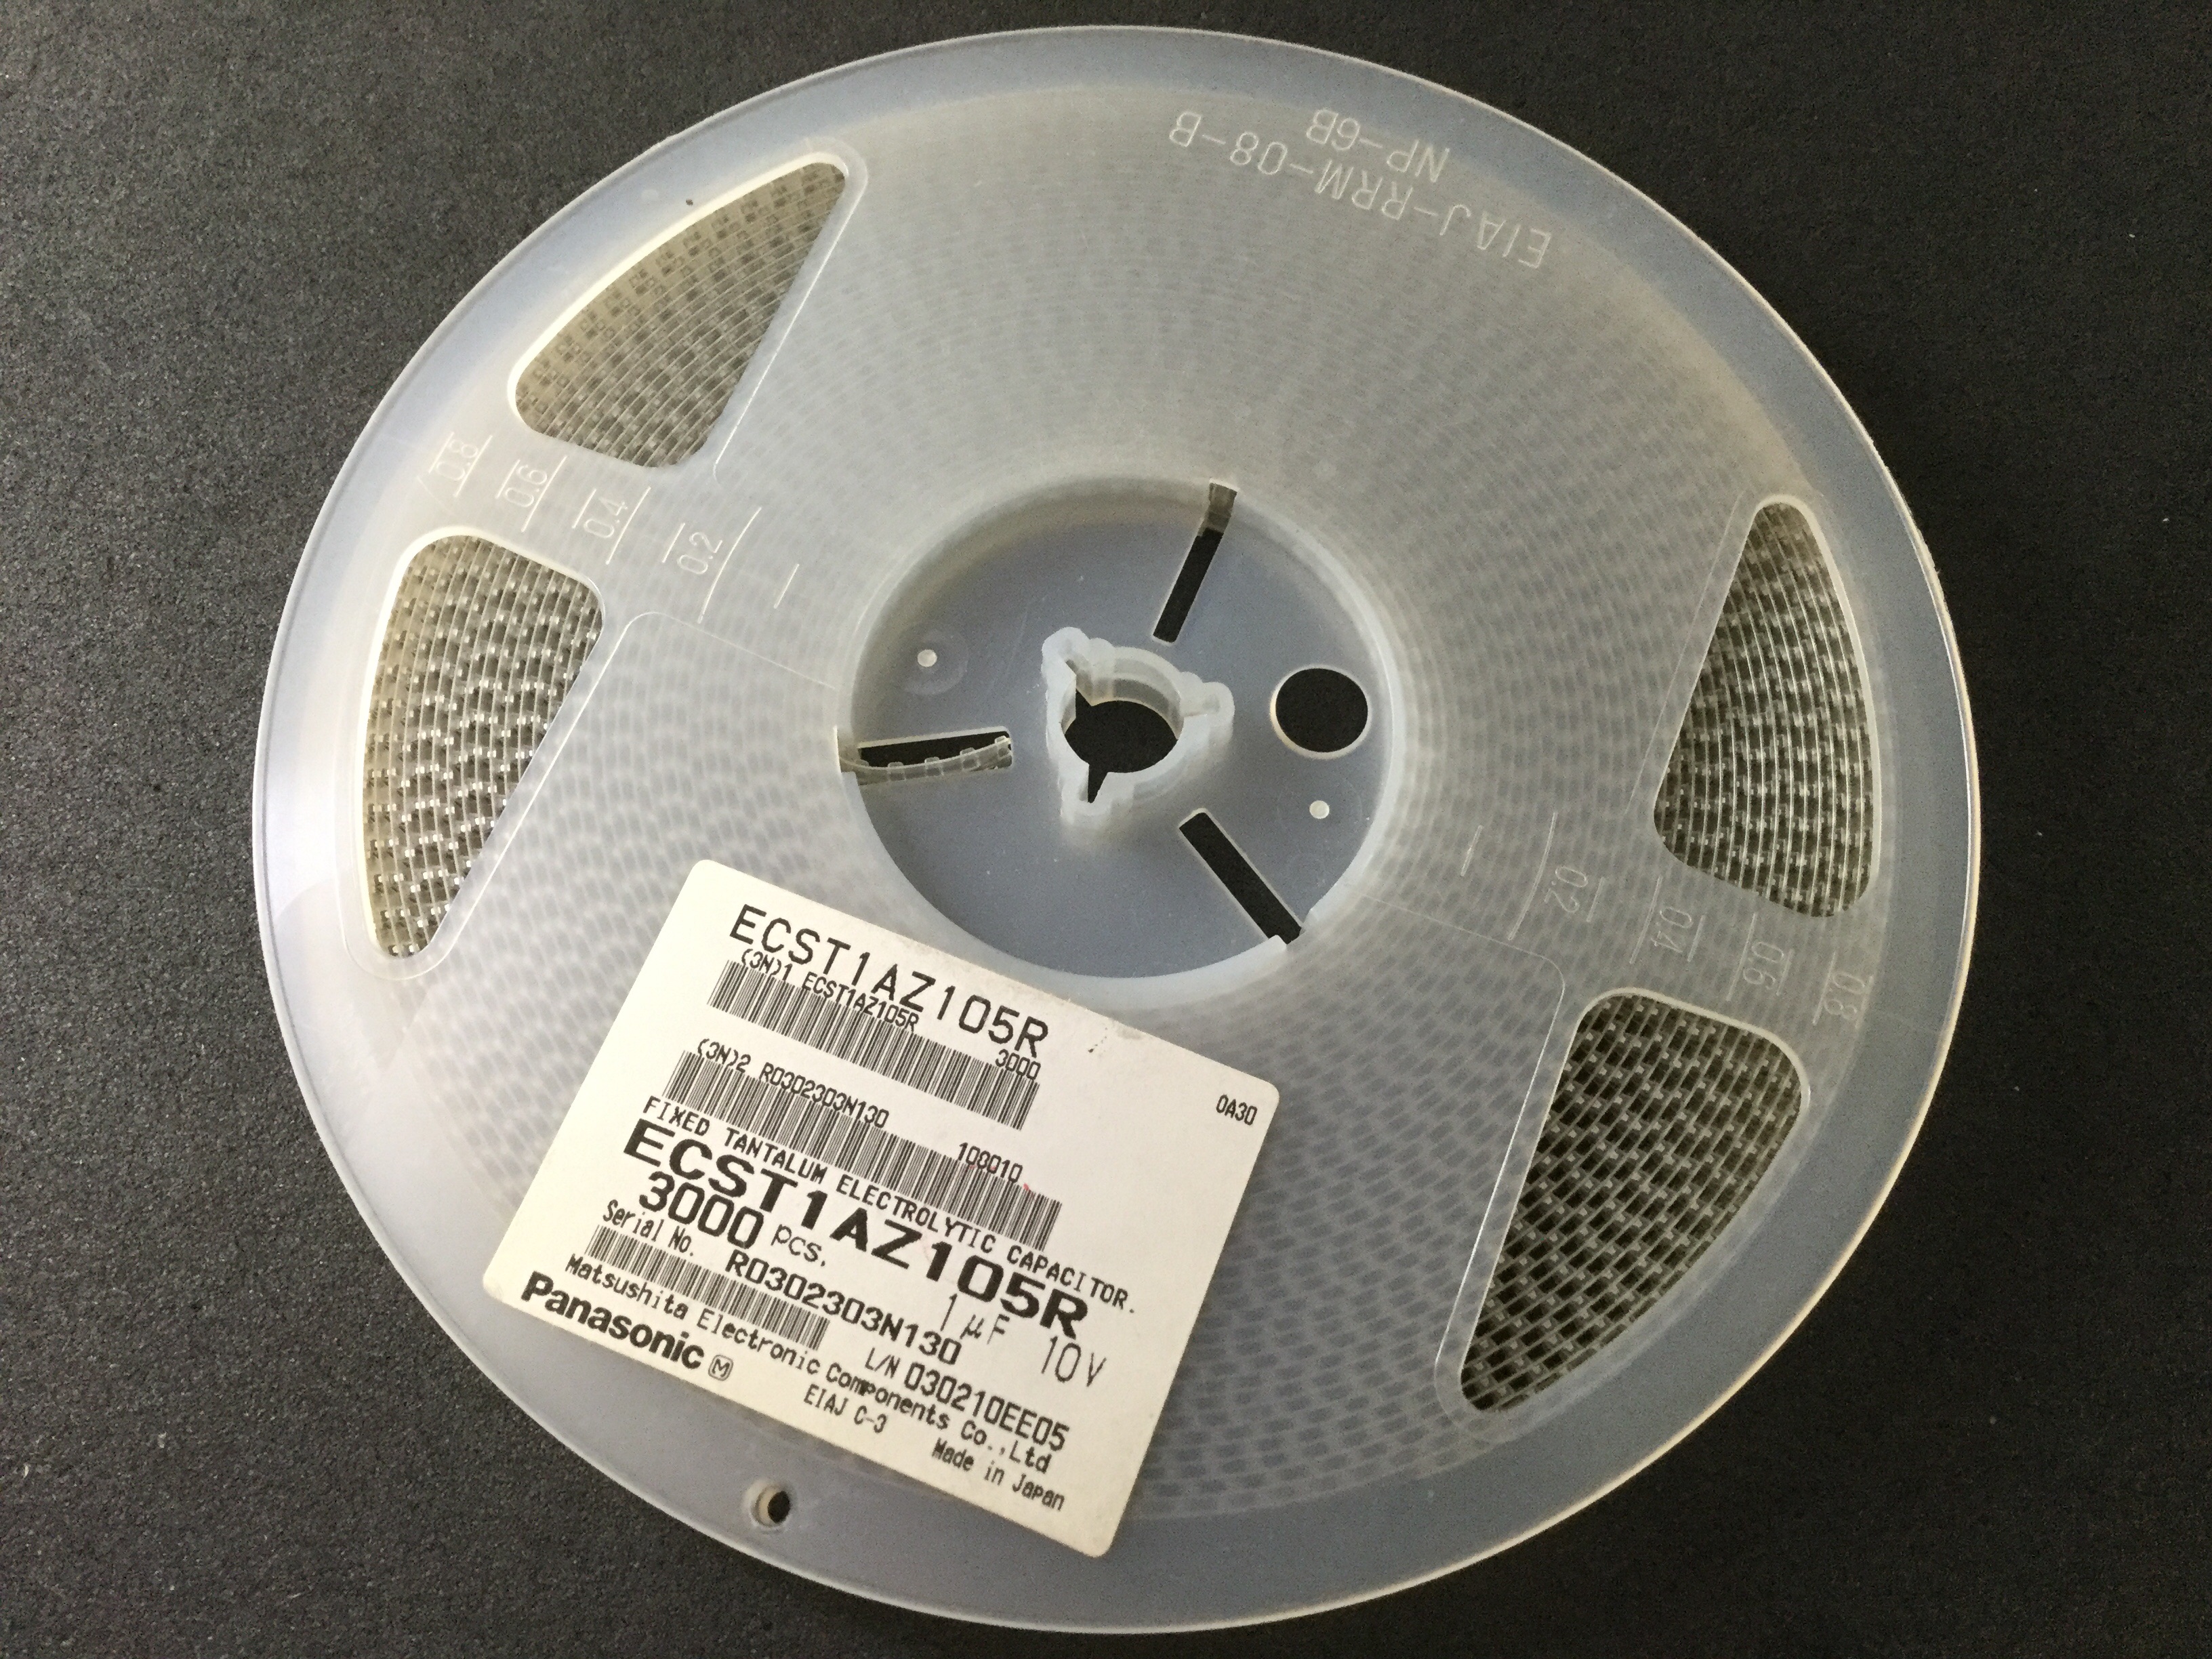 EIAJ-RRM-08-B
NP-6B
0.8
0.6
0.4
0.2
0.2
0.4
0.6
0.8
ECST1AZ105R
(3N)1 ECST1AZ105R 3000
0A30
(3N)2 R0302303N130 108010
FIXED TANTALUM ELECTROLYTIC CAPACITOR.
ECST1AZ105R
3000 pcs. 1μF 10V
Serial No. R0302303N130
L/N 030210EE05
Matsushita Electronic Components Co.,Ltd
Panasonic M EIAJ C-3 Made in Japan